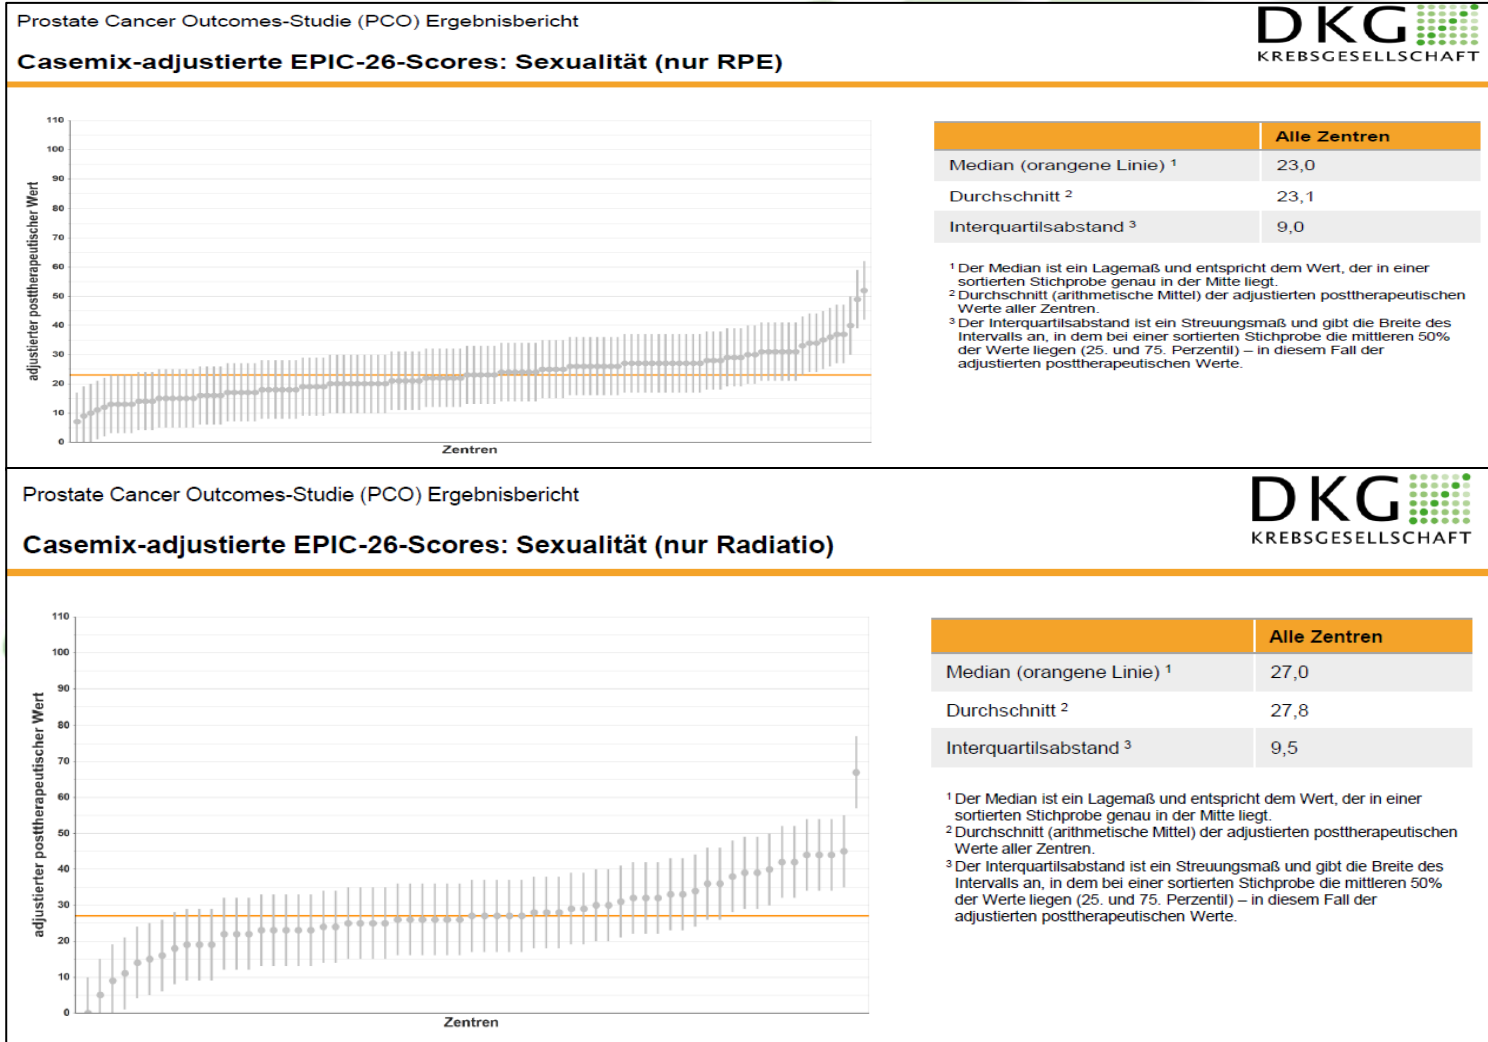 Prostate Cancer Outcomes-Studie (PCO) Ergebnisbericht
DKG
KREBSGESELLSCHAFT
Casemix-adjustierte EPIC-26-Scores: Sexualität (nur RPE)
110
100
90
80
70
60
50
40
30
20
10
0
adjustierter posttherapeutischer Wert
Zentren
Alle Zentren
Median (orangene Linie) ¹ 23,0
Durchschnitt ² 23,1
Interquartilsabstand ³ 9,0
¹ Der Median ist ein Lagemaß und entspricht dem Wert, der in einer
sortierten Stichprobe genau in der Mitte liegt.
² Durchschnitt (arithmetische Mittel) der adjustierten posttherapeutischen
Werte aller Zentren.
³ Der Interquartilsabstand ist ein Streuungsmaß und gibt die Breite des
Intervalls an, in dem bei einer sortierten Stichprobe die mittleren 50%
der Werte liegen (25. und 75. Perzentil) – in diesem Fall der
adjustierten posttherapeutischen Werte.
Prostate Cancer Outcomes-Studie (PCO) Ergebnisbericht
DKG
KREBSGESELLSCHAFT
Casemix-adjustierte EPIC-26-Scores: Sexualität (nur Radiatio)
110
100
90
80
70
60
50
40
30
20
10
0
adjustierter posttherapeutischer Wert
Zentren
Alle Zentren
Median (orangene Linie) ¹ 27,0
Durchschnitt ² 27,8
Interquartilsabstand ³ 9,5
¹ Der Median ist ein Lagemaß und entspricht dem Wert, der in einer
sortierten Stichprobe genau in der Mitte liegt.
² Durchschnitt (arithmetische Mittel) der adjustierten posttherapeutischen
Werte aller Zentren.
³ Der Interquartilsabstand ist ein Streuungsmaß und gibt die Breite des
Intervalls an, in dem bei einer sortierten Stichprobe die mittleren 50%
der Werte liegen (25. und 75. Perzentil) – in diesem Fall der
adjustierten posttherapeutischen Werte.